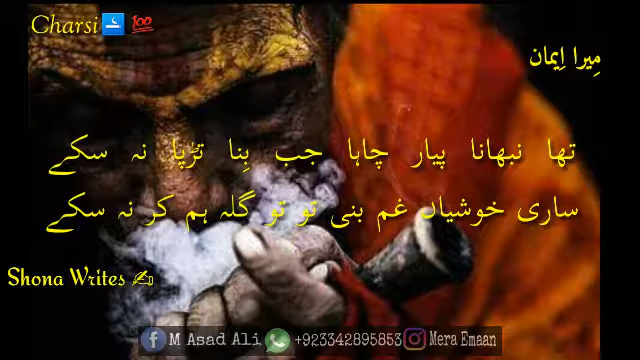 Charsi🚬 💯
مِیرا اِیمان
تھا نبھانا پیار چاہا جب بِنا تڑپا نہ سکے
ساری خوشیاں غم بنی تو تو گلہ ہم کر نہ سکے
Shona Writes ✍
M Asad Ali +923342895853 Mera Emaan